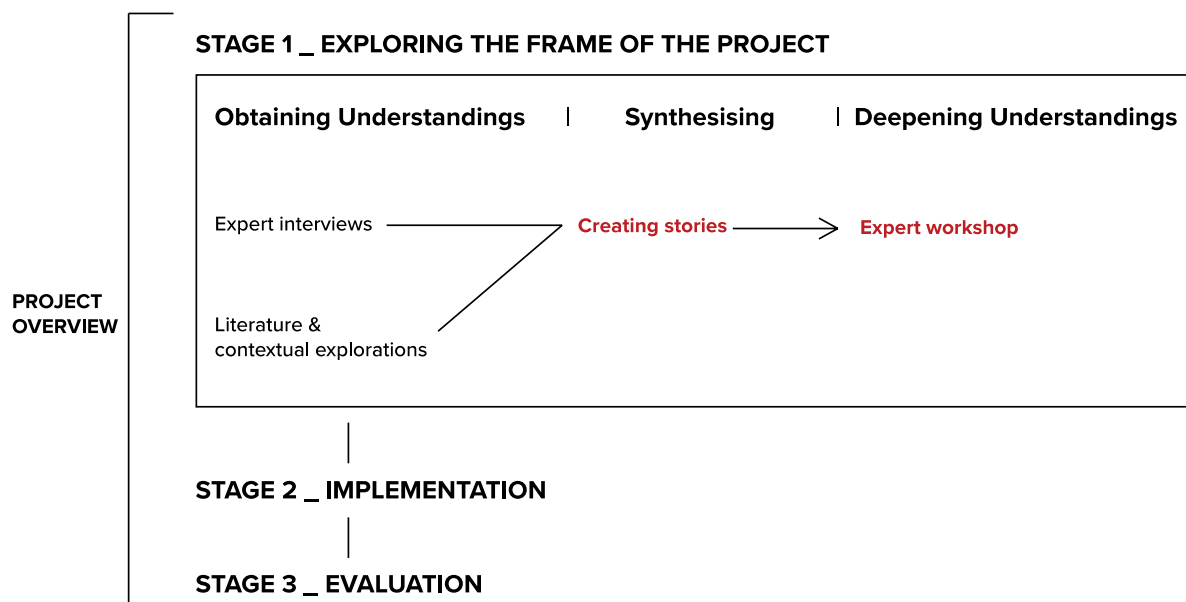 STAGE 1 _ EXPLORING THE FRAME OF THE PROJECT
Obtaining Understandings | Synthesising | Deepening Understandings
Expert interviews
Creating stories
Expert workshop
Literature &
contextual explorations
PROJECT
OVERVIEW
STAGE 2 _ IMPLEMENTATION
STAGE 3 _ EVALUATION